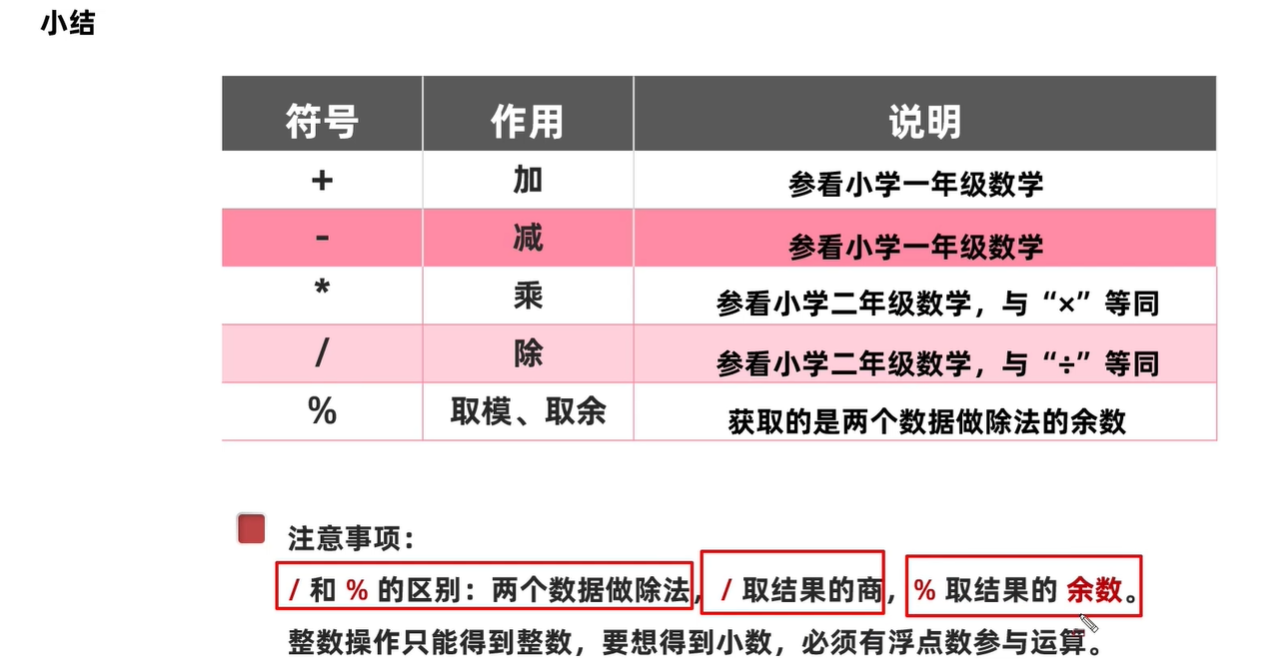 小结
符号 作用 说明
+ 加 参看小学一年级数学
- 减 参看小学一年级数学
* 乘 参看小学二年级数学，与“×”等同
/ 除 参看小学二年级数学，与“÷”等同
% 取模、取余 获取的是两个数据做除法的余数
注意事项：
/ 和 % 的区别：两个数据做除法，/ 取结果的商，% 取结果的 余数。
整数操作只能得到整数，要想得到小数，必须有浮点数参与运算。